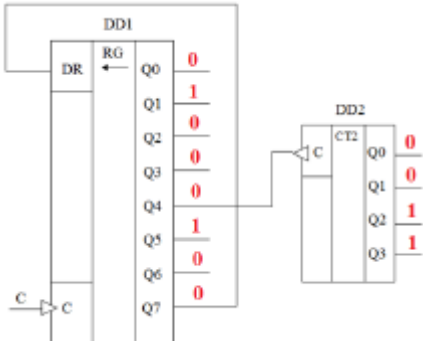 DD1
DR RG Q0 0
Q1 1
Q2 0
Q3 0
Q4 0
Q5 1
Q6 0
C C Q7 0
DD2
C CT2 Q0 0
Q1 0
Q2 1
Q3 1